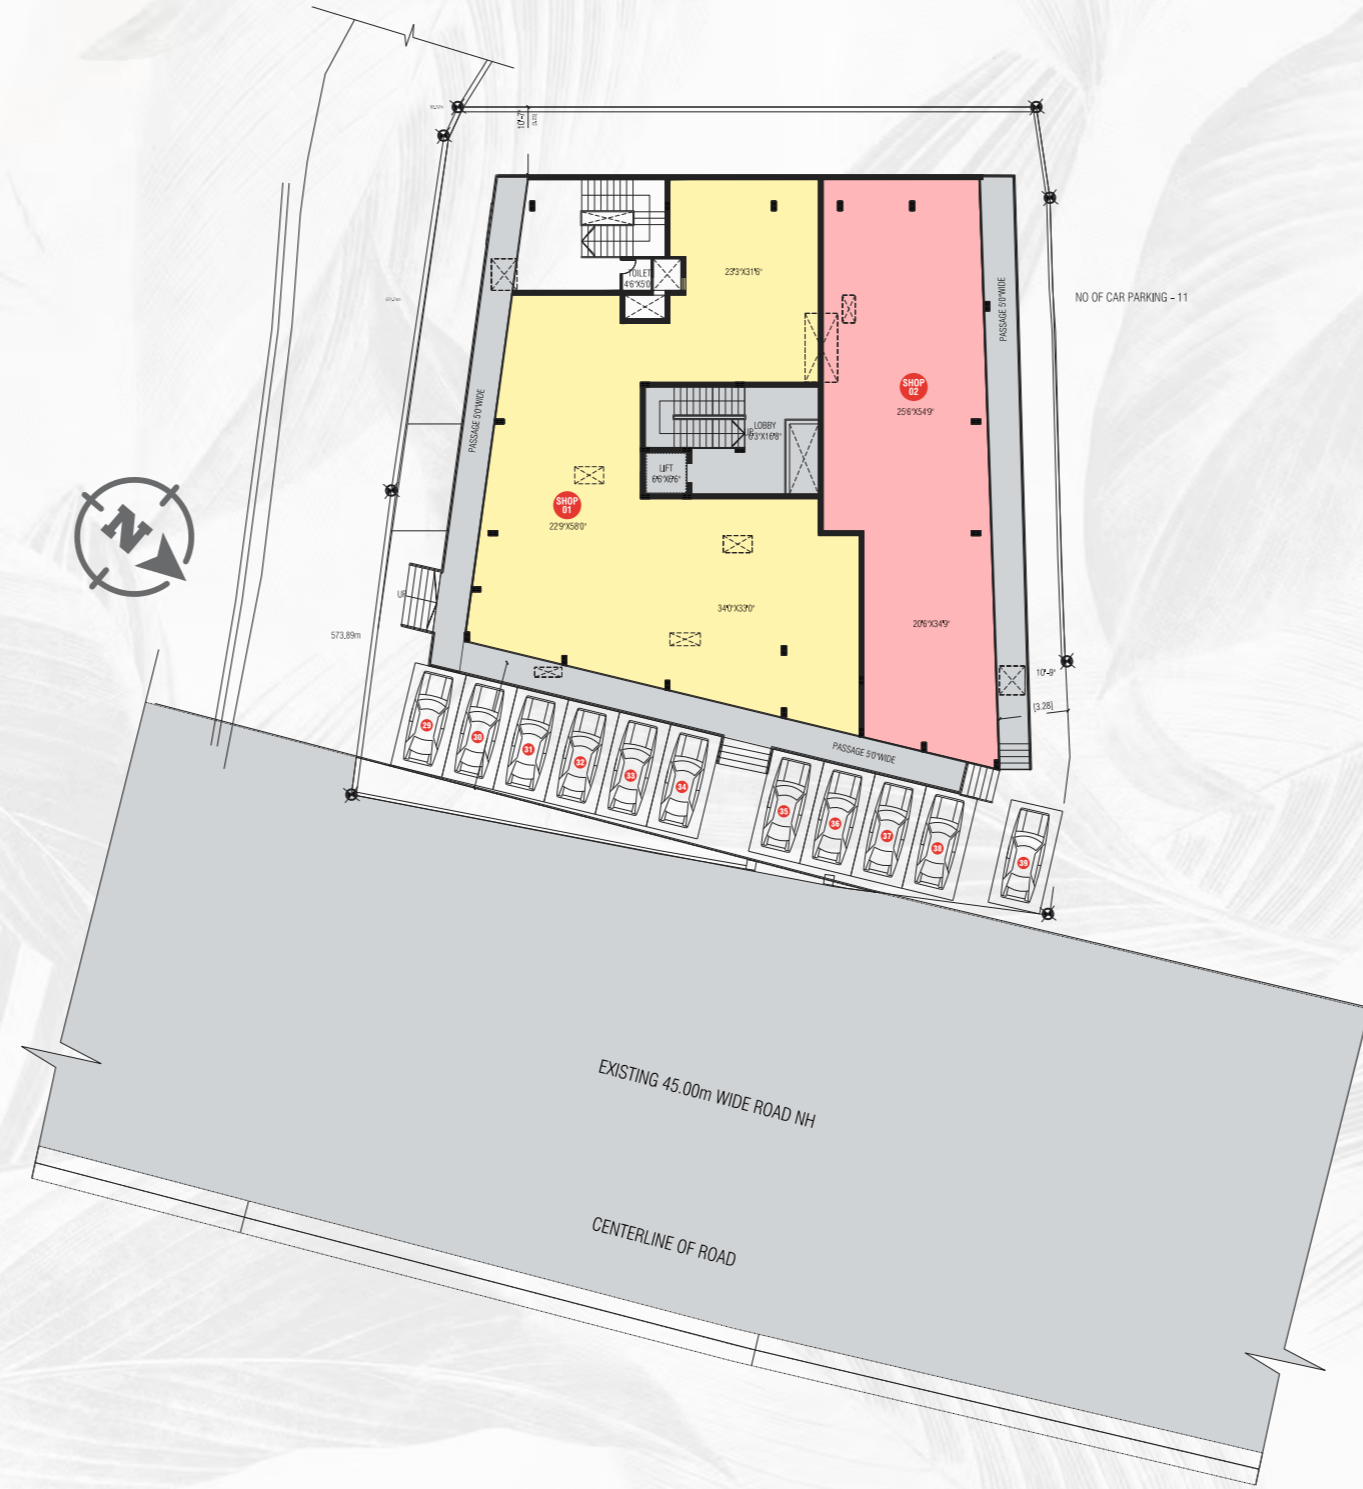 10'-7"
TOILET
4'6"X5'0"
23'3"X31'6"
PASSAGE 5'0"WIDE
NO OF CAR PARKING - 11
SHOP
02
25'6"X54'9"
PASSAGE 5'0"WIDE
LOBBY
UP
LIFT
6'6"X6'6"
SHOP
01
22'9"X58'0"
N
UP
34'0"X33'0"
20'6"X34'9"
573.89m
10'-9"
[3.28]
PASSAGE 5'0"WIDE
29
30
31
32
33
34
35
36
37
38
39
EXISTING 45.00m WIDE ROAD NH
CENTERLINE OF ROAD